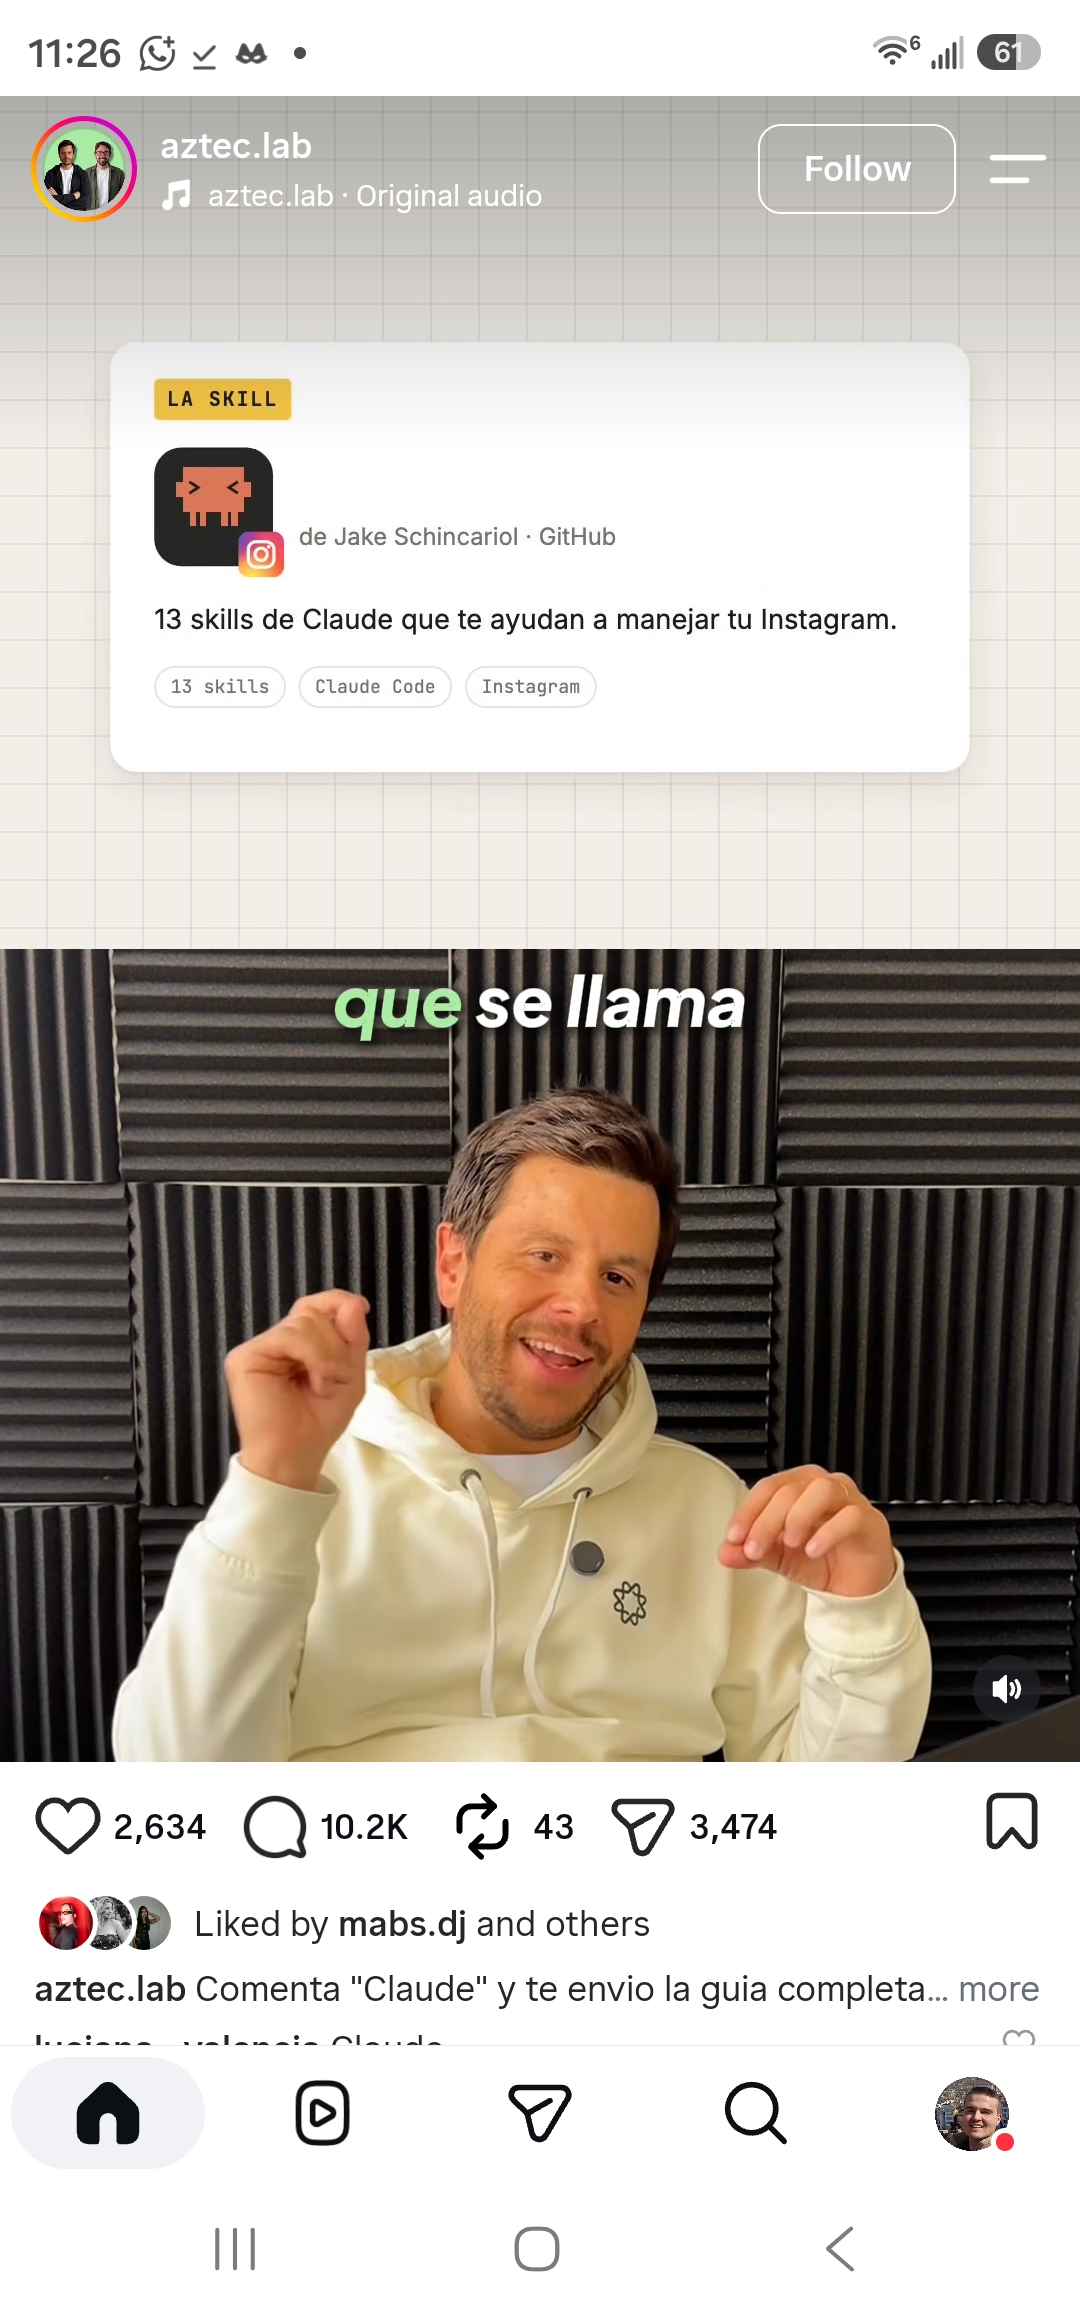 11:26
6
61
aztec.lab
aztec.lab · Original audio
Follow
LA SKILL
de Jake Schincariol · GitHub
13 skills de Claude que te ayudan a manejar tu Instagram.
13 skills
Claude Code
Instagram
que se llama
2,634
10.2K
43
3,474
Liked by mabs.dj and others
aztec.lab Comenta "Claude" y te envio la guia completa... more
Claude